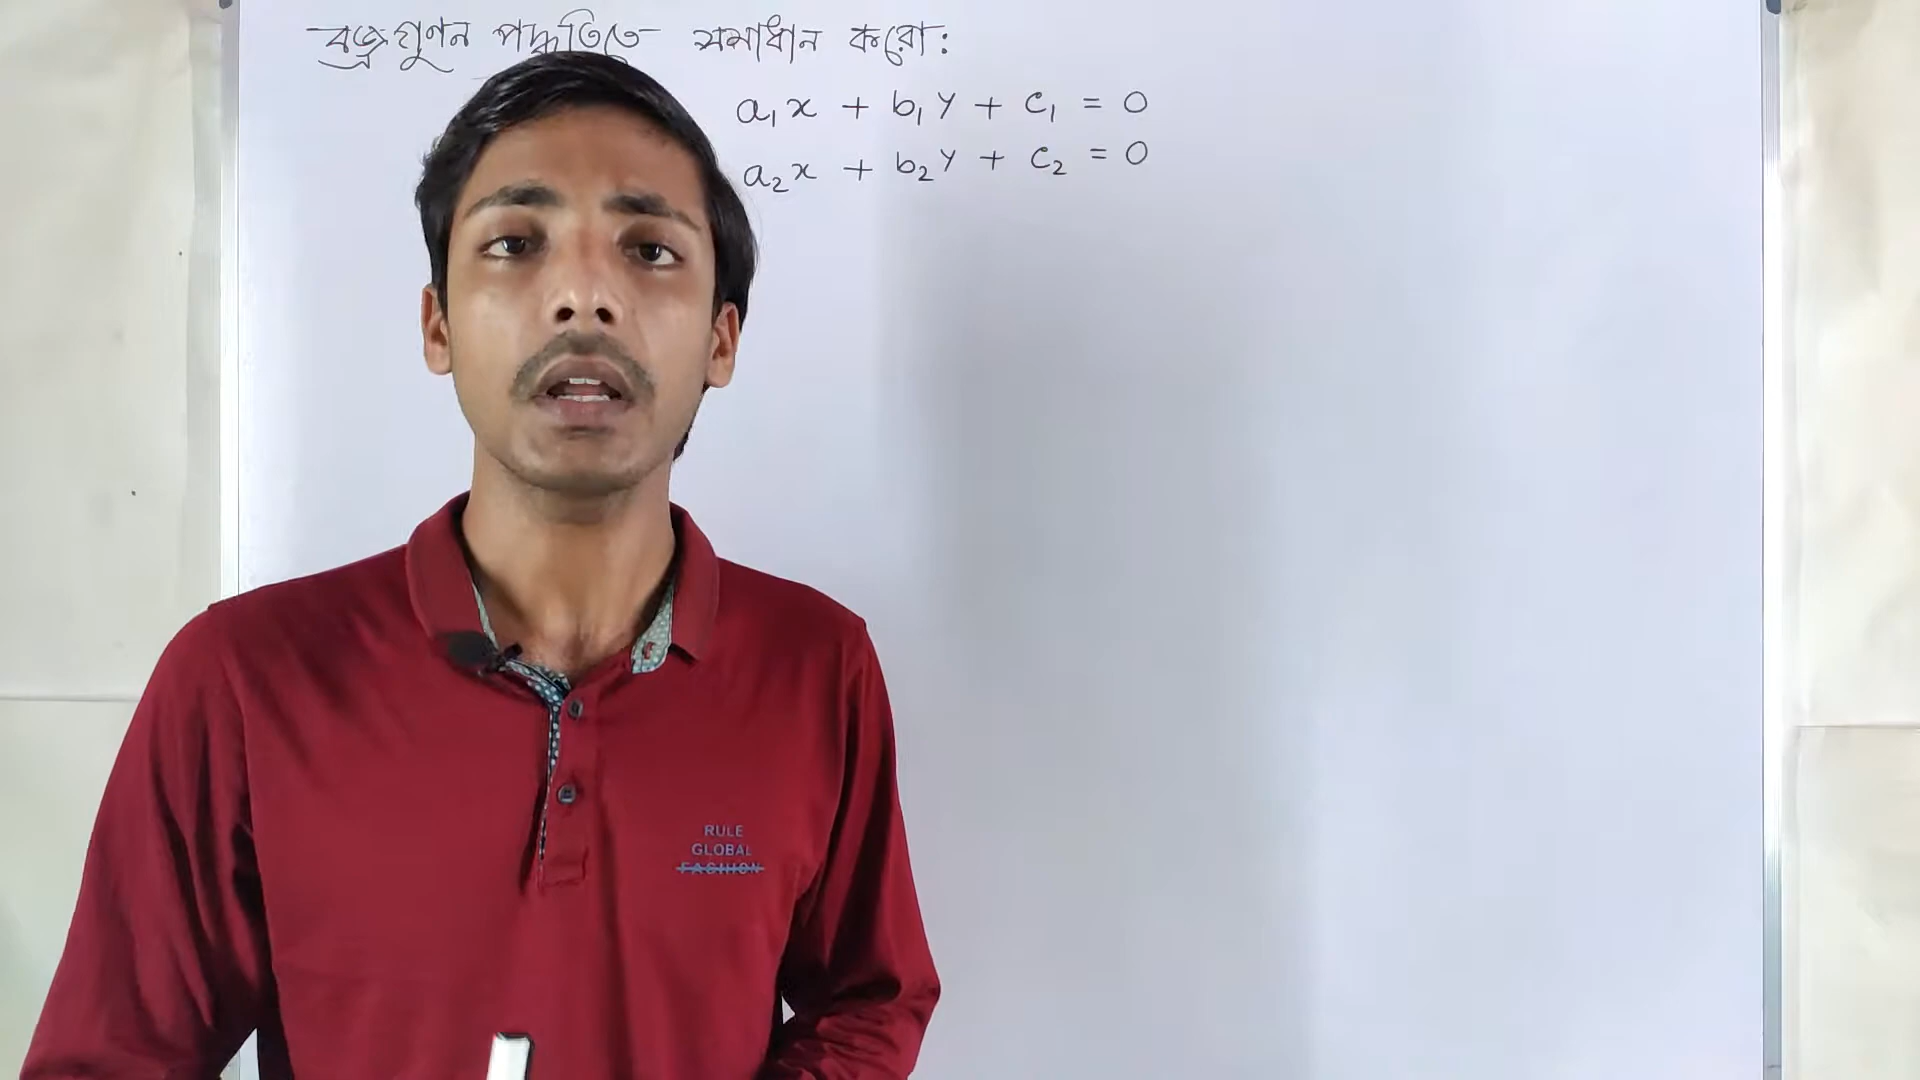 বজ্রগুণন পদ্ধতিতে সমাধান করো:
a₁x + b₁y + c₁ = 0
a₂x + b₂y + c₂ = 0
RULE
GLOBAL
FASHION